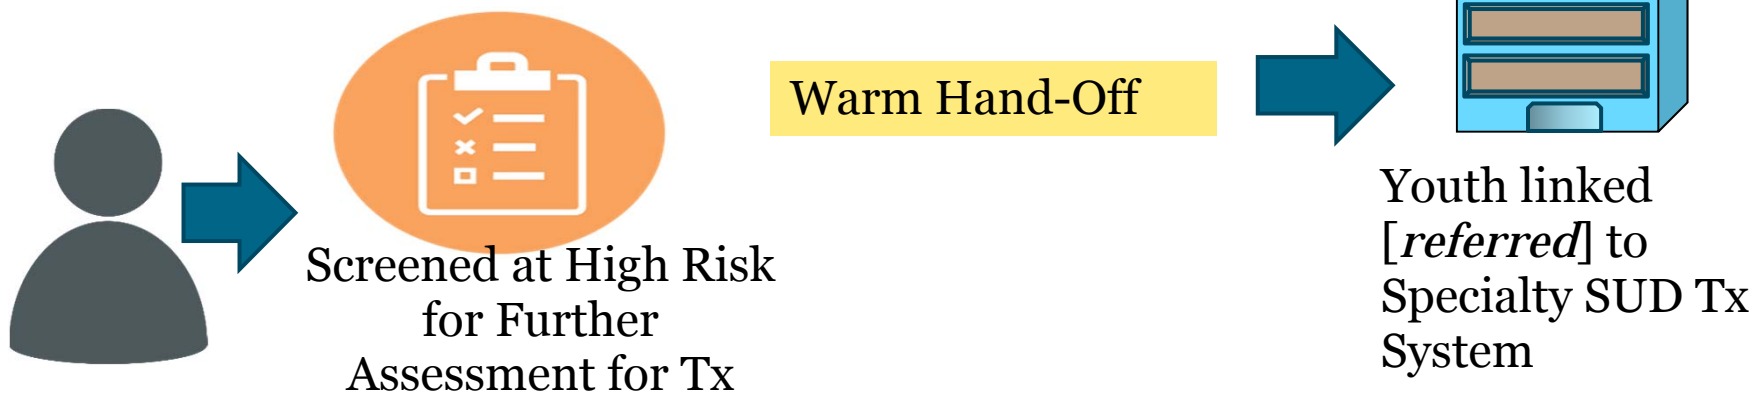 Warm Hand-Off
Screened at High Risk
for Further
Assessment for Tx
Youth linked
[referred] to
Specialty SUD Tx
System